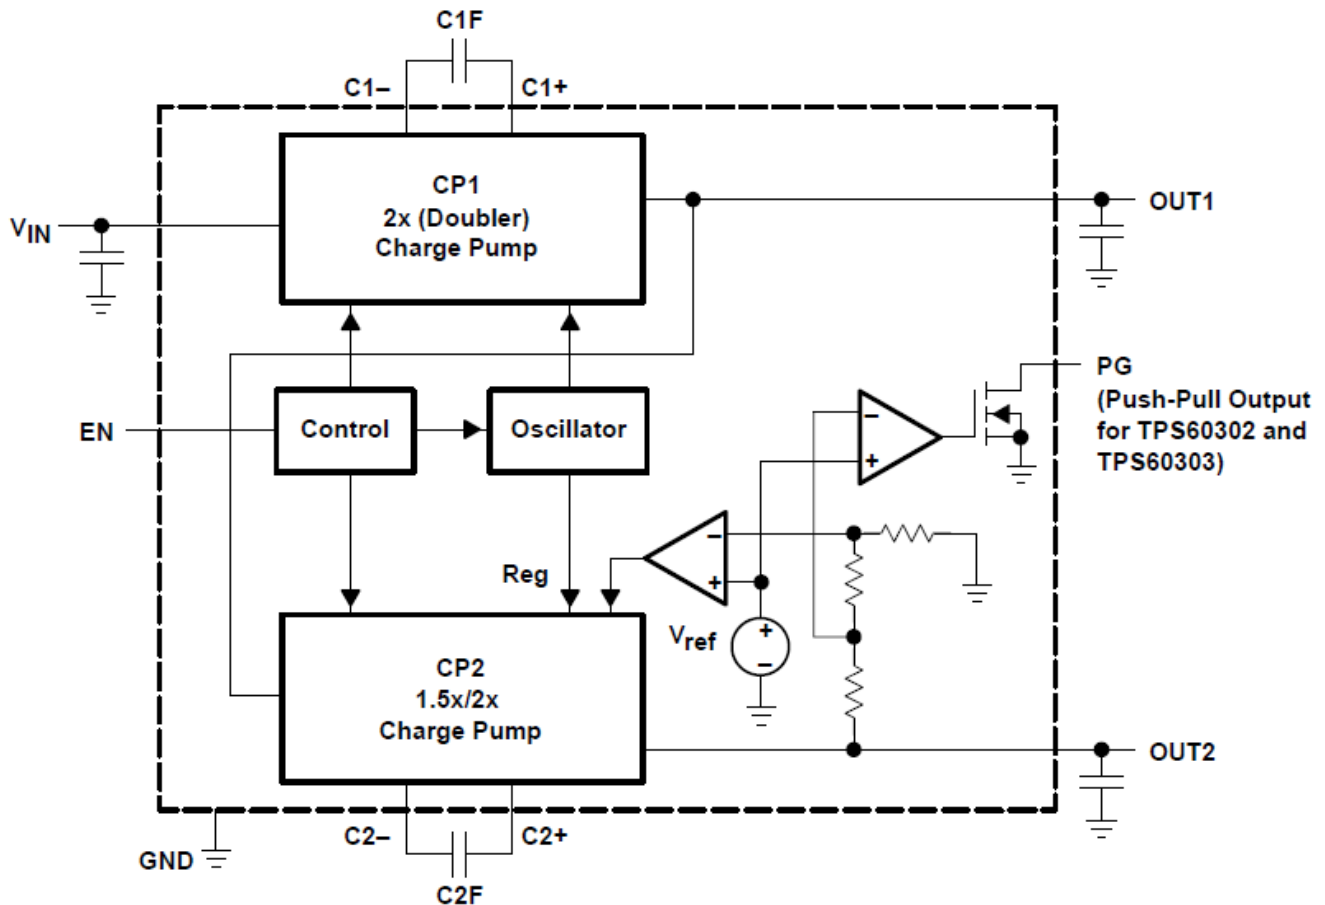 C1F
C1– C1+
CP1
2x (Doubler)
Charge Pump
OUT1
VIN
PG
(Push-Pull Output
for TPS60302 and
TPS60303)
EN
Control
Oscillator
–
+
–
+
Reg
Vref
+
–
CP2
1.5x/2x
Charge Pump
OUT2
C2– C2+
GND
C2F